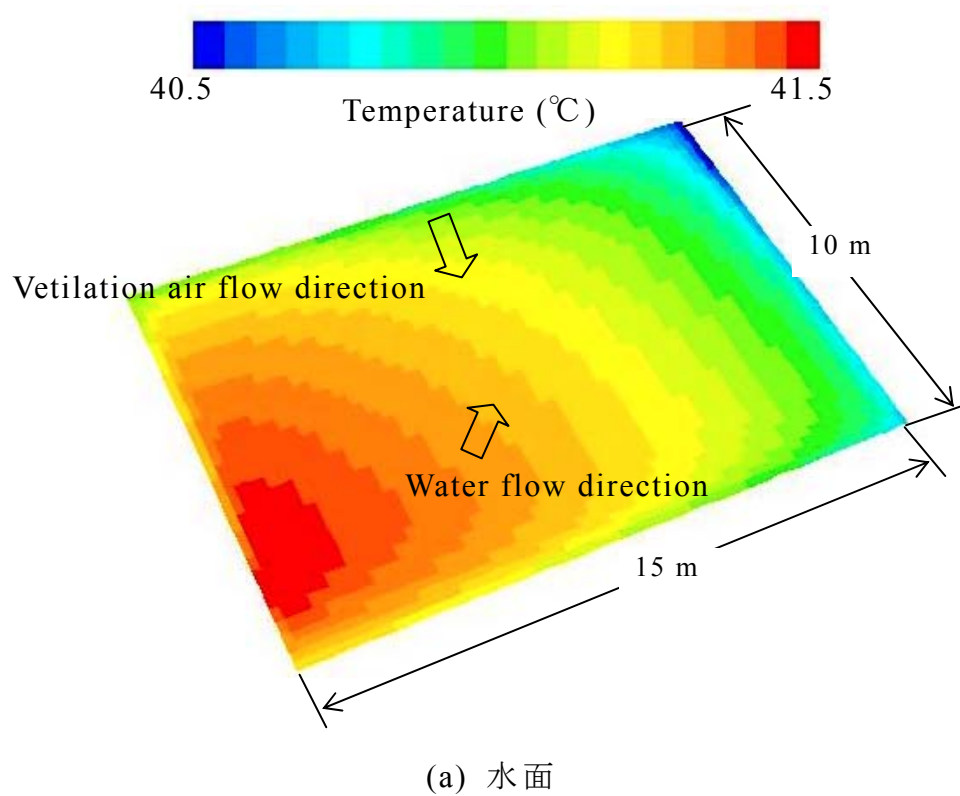 40.5
41.5
Temperature (℃)
10 m
Vetilation air flow direction
Water flow direction
15 m
(a) 水面